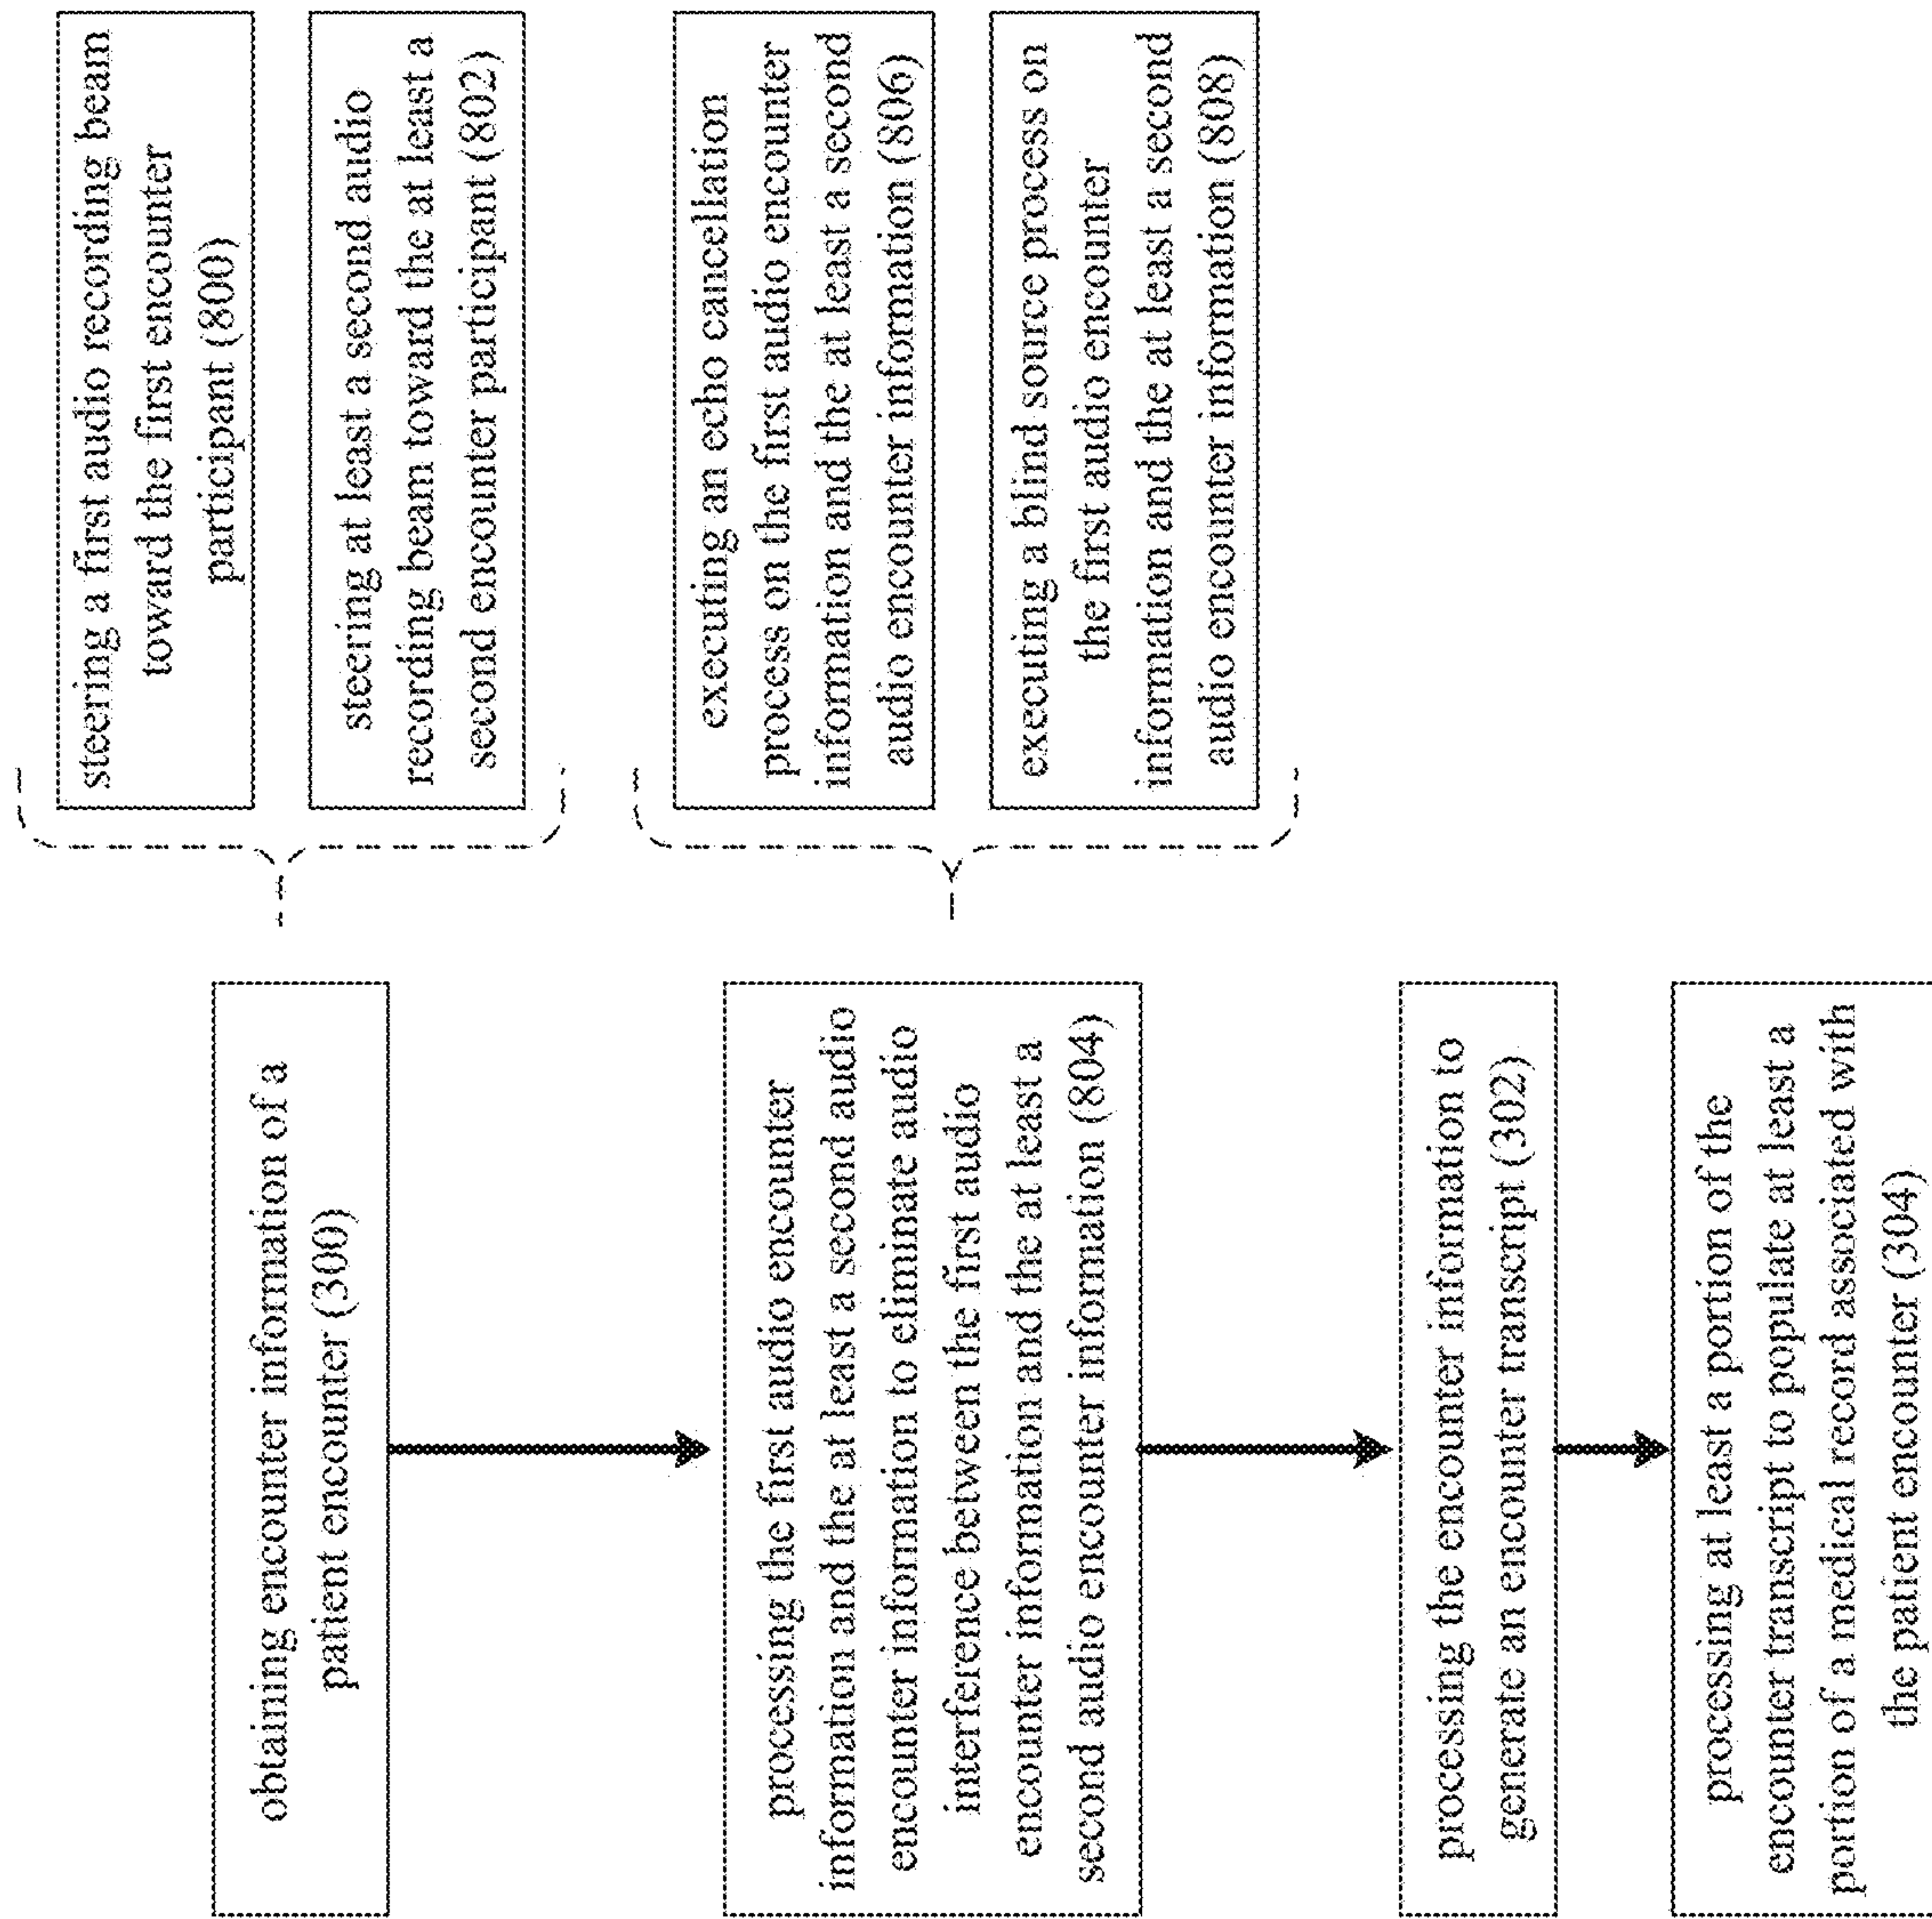 obtaining encounter information of a
patient encounter (300)
steering a first audio recording beam
toward the first encounter
participant (800)
steering at least a second audio
recording beam toward the at least a
second encounter participant (802)
processing the first audio encounter
information and the at least a second audio
encounter information to eliminate audio
interference between the first audio
encounter information and the at least a
second audio encounter information (804)
executing an echo cancellation
process on the first audio encounter
information and the at least a second
audio encounter information (806)
executing a blind source process on
the first audio encounter
information and the at least a second
audio encounter information (808)
processing the encounter information to
generate an encounter transcript (302)
processing at least a portion of the
encounter transcript to populate at least a
portion of a medical record associated with
the patient encounter (304)